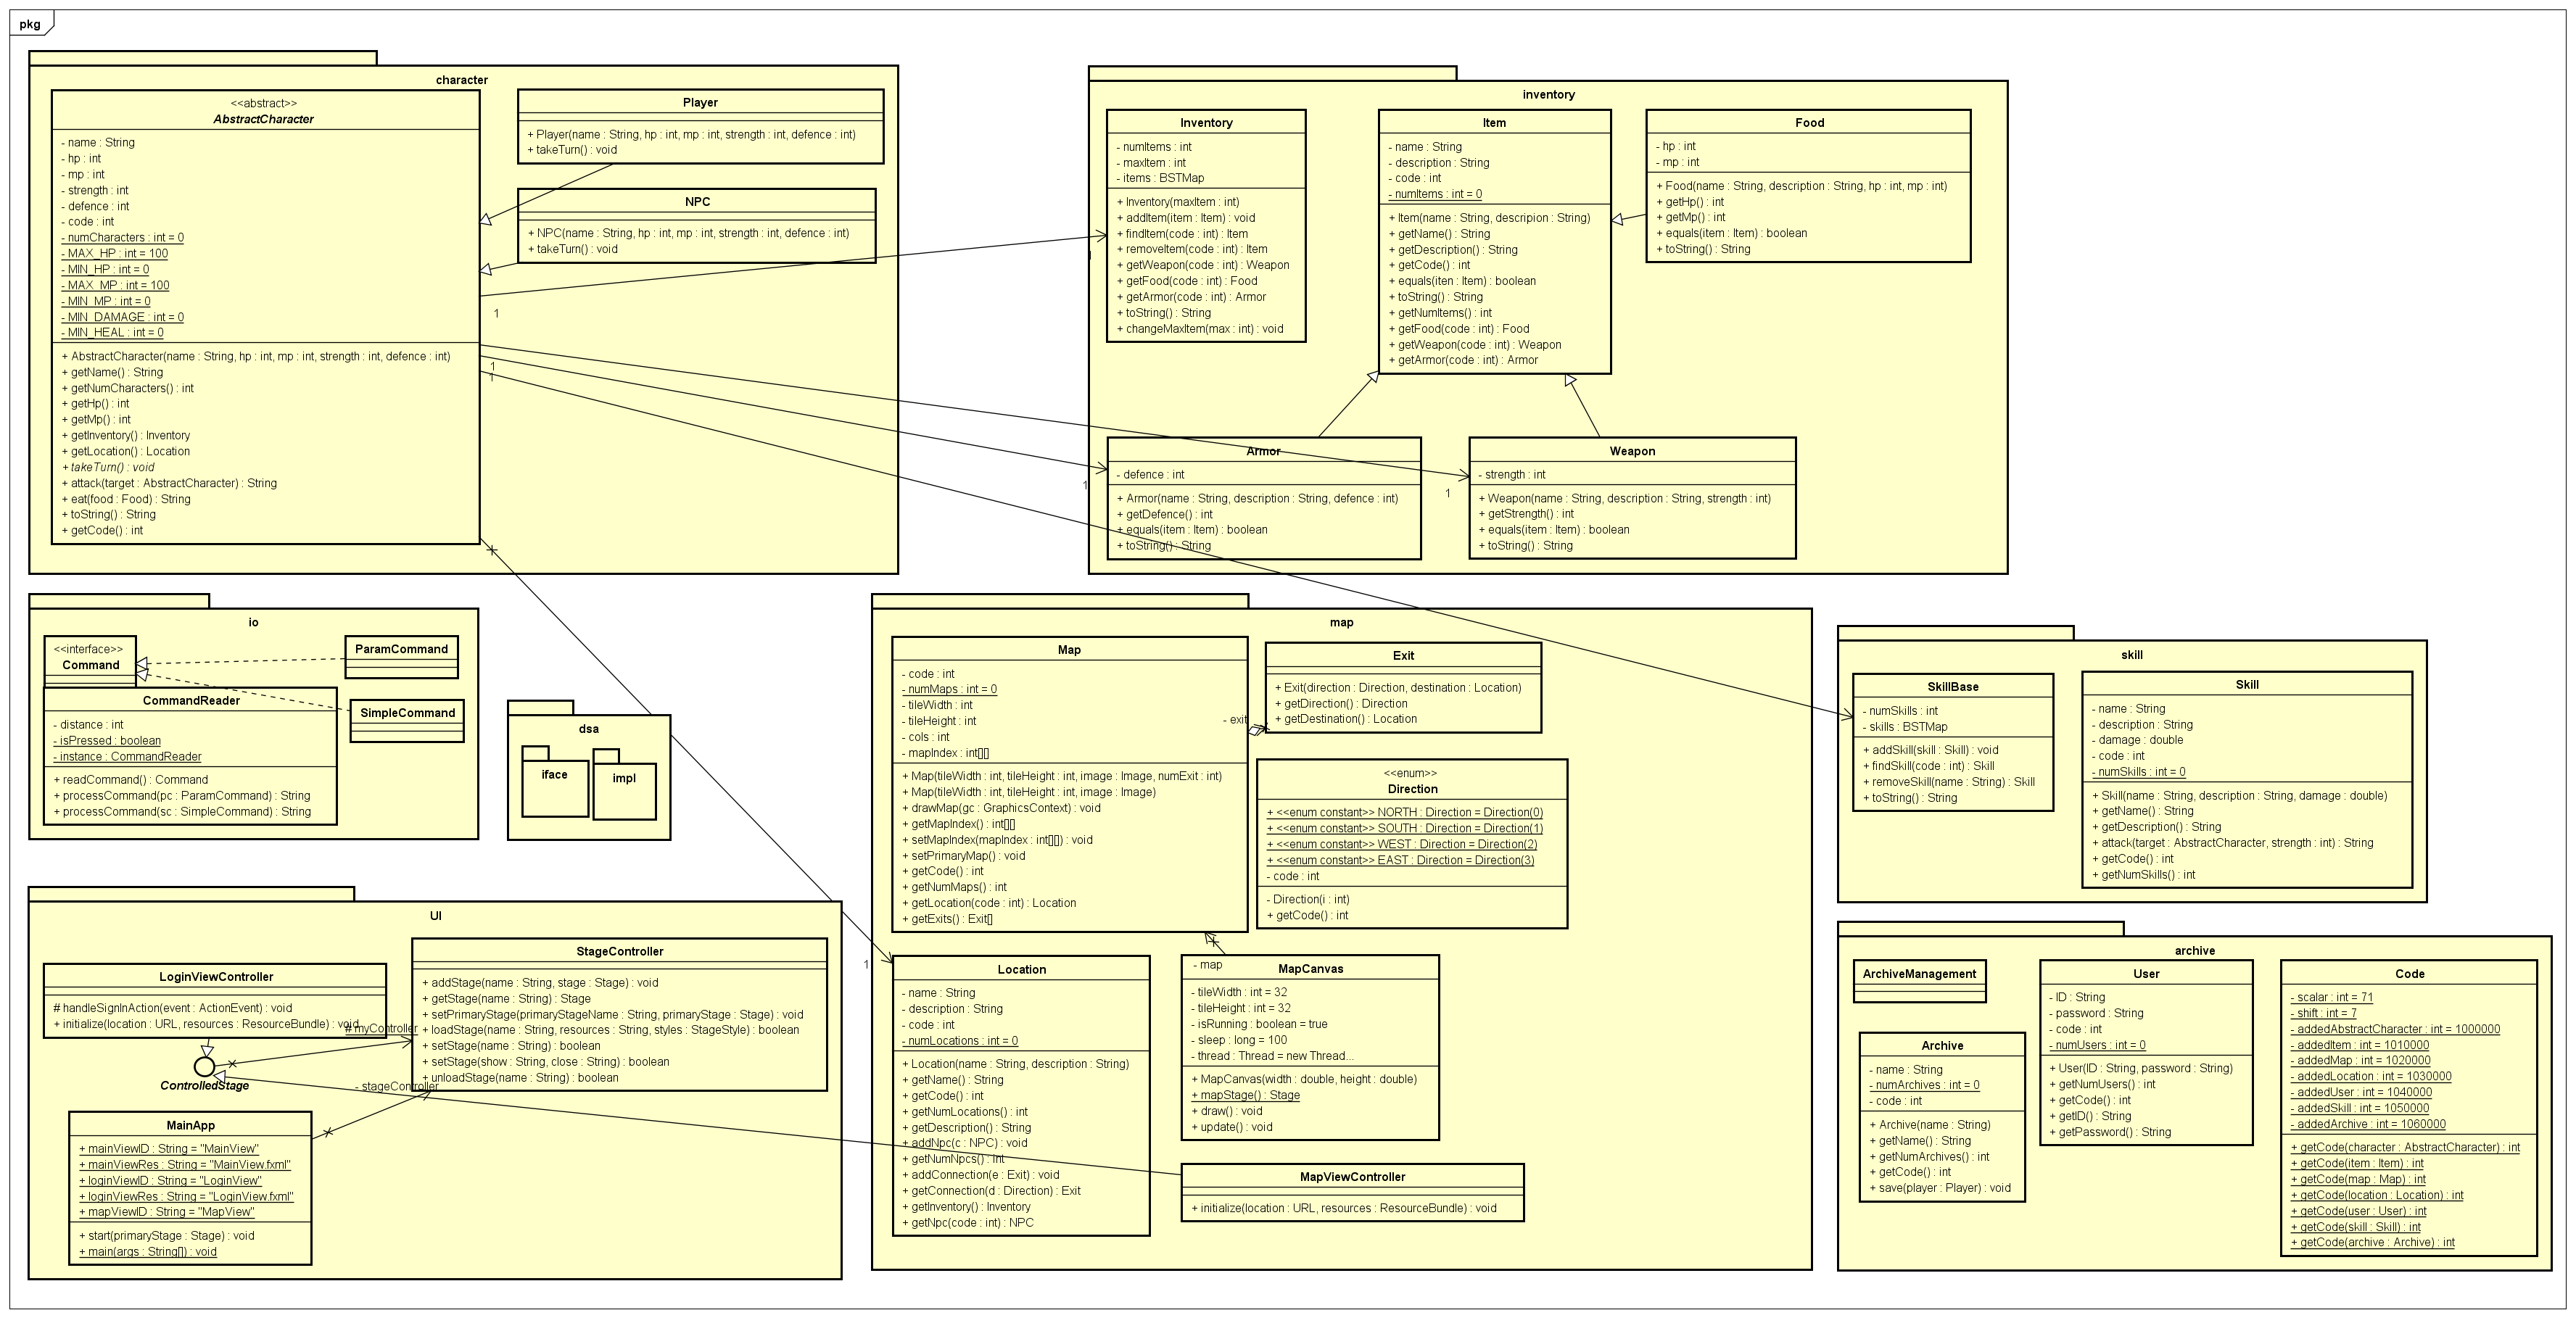 pkg
character
<<abstract>>
AbstractCharacter
- name : String
- hp : int
- mp : int
- strength : int
- defence : int
- code : int
- numCharacters : int = 0
- MAX_HP : int = 100
- MIN_HP : int = 0
- MAX_MP : int = 100
- MIN_MP : int = 0
- MIN_DAMAGE : int = 0
- MIN_HEAL : int = 0
+ AbstractCharacter(name : String, hp : int, mp : int, strength : int, defence : int)
+ getName() : String
+ getNumCharacters() : int
+ getHp() : int
+ getMp() : int
+ getInventory() : Inventory
+ getLocation() : Location
+ takeTurn() : void
+ attack(target : AbstractCharacter) : String
+ eat(food : Food) : String
+ toString() : String
+ getCode() : int
Player
+ Player(name : String, hp : int, mp : int, strength : int, defence : int)
+ takeTurn() : void
NPC
+ NPC(name : String, hp : int, mp : int, strength : int, defence : int)
+ takeTurn() : void
1
1
1
inventory
Inventory
- numItems : int
- maxItem : int
- items : BSTMap
+ Inventory(maxItem : int)
+ addItem(item : Item) : void
+ findItem(code : int) : Item
+ removeItem(code : int) : Item
+ getWeapon(code : int) : Weapon
+ getFood(code : int) : Food
+ getArmor(code : int) : Armor
+ toString() : String
+ changeMaxItem(max : int) : void
1
Item
- name : String
- description : String
- code : int
- numItems : int = 0
+ Item(name : String, descripion : String)
+ getName() : String
+ getDescription() : String
+ getCode() : int
+ equals(iten : Item) : boolean
+ toString() : String
+ getNumItems() : int
+ getFood(code : int) : Food
+ getWeapon(code : int) : Weapon
+ getArmor(code : int) : Armor
Food
- hp : int
- mp : int
+ Food(name : String, description : String, hp : int, mp : int)
+ getHp() : int
+ getMp() : int
+ equals(item : Item) : boolean
+ toString() : String
Armor
- defence : int
1
+ Armor(name : String, description : String, defence : int)
+ getDefence() : int
+ equals(item : Item) : boolean
+ toString() : String
Weapon
- strength : int
1
+ Weapon(name : String, description : String, strength : int)
+ getStrength() : int
+ equals(item : Item) : boolean
+ toString() : String
io
<<interface>>
Command
ParamCommand
CommandReader
- distance : int
- isPressed : boolean
- instance : CommandReader
+ readCommand() : Command
+ processCommand(pc : ParamCommand) : String
+ processCommand(sc : SimpleCommand) : String
SimpleCommand
dsa
iface
impl
map
Map
- code : int
- numMaps : int = 0
- tileWidth : int
- tileHeight : int
- cols : int
- mapIndex : int[][]
+ Map(tileWidth : int, tileHeight : int, image : Image, numExit : int)
+ Map(tileWidth : int, tileHeight : int, image : Image)
+ drawMap(gc : GraphicsContext) : void
+ getMapIndex() : int[][]
+ setMapIndex(mapIndex : int[][]) : void
+ setPrimaryMap() : void
+ getCode() : int
+ getNumMaps() : int
+ getLocation(code : int) : Location
+ getExits() : Exit[]
- exit
Exit
+ Exit(direction : Direction, destination : Location)
+ getDirection() : Direction
+ getDestination() : Location
<<enum>>
Direction
+ <<enum constant>> NORTH : Direction = Direction(0)
+ <<enum constant>> SOUTH : Direction = Direction(1)
+ <<enum constant>> WEST : Direction = Direction(2)
+ <<enum constant>> EAST : Direction = Direction(3)
- code : int
- Direction(i : int)
+ getCode() : int
1
Location
- name : String
- description : String
- code : int
- numLocations : int = 0
+ Location(name : String, description : String)
+ getName() : String
+ getCode() : int
+ getNumLocations() : int
+ getDescription() : String
+ addNpc(c : NPC) : void
+ getNumNpcs() : int
+ addConnection(e : Exit) : void
+ getConnection(d : Direction) : Exit
+ getInventory() : Inventory
+ getNpc(code : int) : NPC
- map
MapCanvas
- tileWidth : int = 32
- tileHeight : int = 32
- isRunning : boolean = true
- sleep : long = 100
- thread : Thread = new Thread...
+ MapCanvas(width : double, height : double)
+ mapStage() : Stage
+ draw() : void
+ update() : void
MapViewController
+ initialize(location : URL, resources : ResourceBundle) : void
skill
SkillBase
- numSkills : int
- skills : BSTMap
+ addSkill(skill : Skill) : void
+ findSkill(code : int) : Skill
+ removeSkill(name : String) : Skill
+ toString() : String
Skill
- name : String
- description : String
- damage : double
- code : int
- numSkills : int = 0
+ Skill(name : String, description : String, damage : double)
+ getName() : String
+ getDescription() : String
+ attack(target : AbstractCharacter, strength : int) : String
+ getCode() : int
+ getNumSkills() : int
UI
LoginViewController
# handleSignInAction(event : ActionEvent) : void
+ initialize(location : URL, resources : ResourceBundle) : void
# myController
ControlledStage
- stageController
StageController
+ addStage(name : String, stage : Stage) : void
+ getStage(name : String) : Stage
+ setPrimaryStage(primaryStageName : String, primaryStage : Stage) : void
+ loadStage(name : String, resources : String, styles : StageStyle) : boolean
+ setStage(name : String) : boolean
+ setStage(show : String, close : String) : boolean
+ unloadStage(name : String) : boolean
MainApp
+ mainViewID : String = "MainView"
+ mainViewRes : String = "MainView.fxml"
+ loginViewID : String = "LoginView"
+ loginViewRes : String = "LoginView.fxml"
+ mapViewID : String = "MapView"
+ start(primaryStage : Stage) : void
+ main(args : String[]) : void
archive
ArchiveManagement
Archive
- name : String
- numArchives : int = 0
- code : int
+ Archive(name : String)
+ getName() : String
+ getNumArchives() : int
+ getCode() : int
+ save(player : Player) : void
User
- ID : String
- password : String
- code : int
- numUsers : int = 0
+ User(ID : String, password : String)
+ getNumUsers() : int
+ getCode() : int
+ getID() : String
+ getPassword() : String
Code
- scalar : int = 71
- shift : int = 7
- addedAbstractCharacter : int = 1000000
- addedItem : int = 1010000
- addedMap : int = 1020000
- addedLocation : int = 1030000
- addedUser : int = 1040000
- addedSkill : int = 1050000
- addedArchive : int = 1060000
+ getCode(character : AbstractCharacter) : int
+ getCode(item : Item) : int
+ getCode(map : Map) : int
+ getCode(location : Location) : int
+ getCode(user : User) : int
+ getCode(skill : Skill) : int
+ getCode(archive : Archive) : int